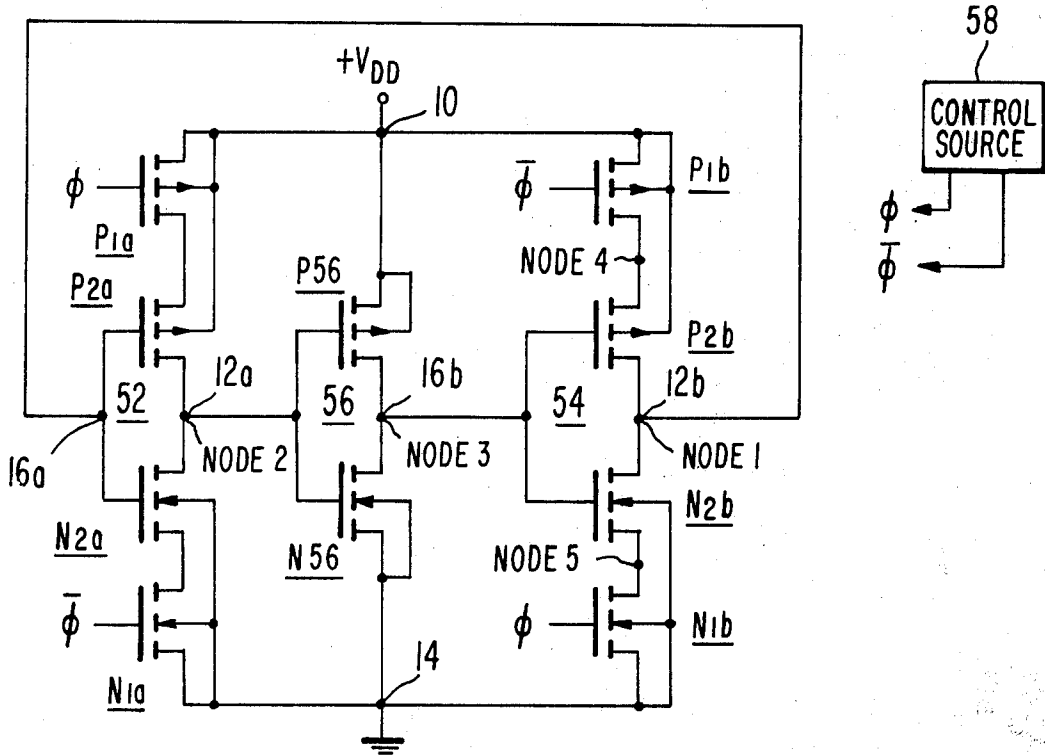 58
+VDD
10
CONTROL
SOURCE
ϕ
ϕ̅
P1b
ϕ
ϕ̅
P1a
NODE 4
P2a
P56
P2b
12a
16b
12b
52
56
54
16a
NODE 2
NODE 3
NODE 1
N2a
N56
N2b
NODE 5
ϕ̅
ϕ
N1b
N1a
14